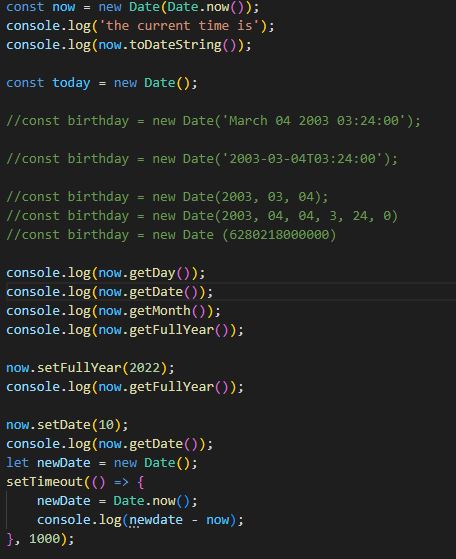 const now = new Date(Date.now());
console.log('the current time is');
console.log(now.toDateString());
const today = new Date();
//const birthday = new Date('March 04 2003 03:24:00');
//const birthday = new Date('2003-03-04T03:24:00');
//const birthday = new Date(2003, 03, 04);
//const birthday = new Date(2003, 04, 04, 3, 24, 0)
//const birthday = new Date (6280218000000)
console.log(now.getDay());
console.log(now.getDate());
console.log(now.getMonth());
console.log(now.getFullYear());
now.setFullYear(2022);
console.log(now.getFullYear());
now.setDate(10);
console.log(now.getDate());
let newDate = new Date();
setTimeout(() => {
    newDate = Date.now();
    console.log(newdate - now);
}, 1000);